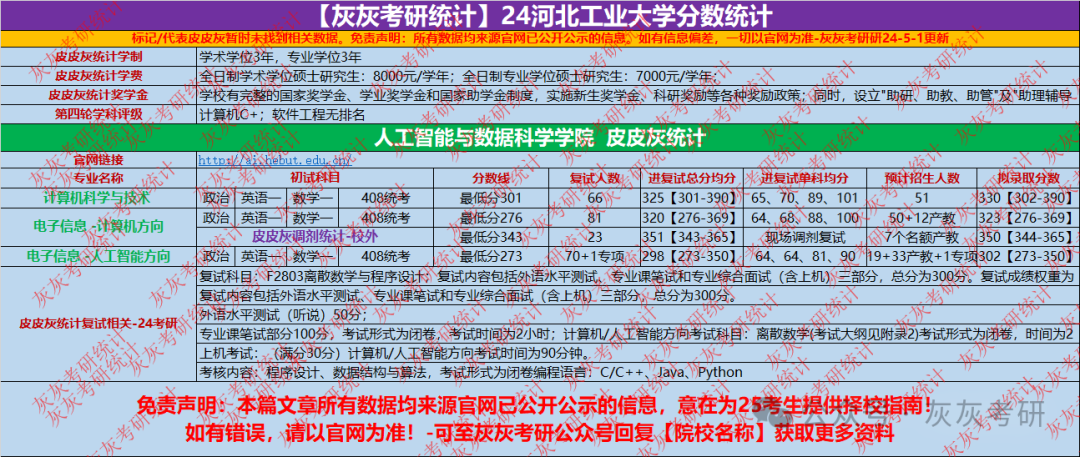 【灰灰考研统计】24河北工业大学分数统计
标记/代表皮皮灰暂时未找到相关数据。免责声明：所有数据均来源官网已公开公示的信息。如有信息偏差，一切以官网为准-灰灰考研研24-5-1更新
皮皮灰统计学制 学术学位3年，专业学位3年
皮皮灰统计学费 全日制学术学位硕士研究生：8000元/学年；全日制专业学位硕士研究生：7000元/学年；
皮皮灰统计奖学金 学校有完整的国家奖学金、学业奖学金和国家助学金制度，实施新生奖学金、科研奖励等各种奖励政策；同时，设立"助研、助教、助管"及"助理辅导
第四轮学科评级 计算机C+；软件工程无排名
人工智能与数据科学学院 皮皮灰统计
官网链接 http://ai.hebut.edu.cn/
专业名称 初试科目 分数线 复试人数 进复试总分均分 进复试单科均分 预计招生人数 拟录取分数
计算机科学与技术 政治 英语一 数学一 408统考 最低分301 66 325【301-390】 65、70、89、101 51 330【302-390】
电子信息 -计算机方向 政治 英语一 数学一 408统考 最低分276 81 320【276-369】 64、68、88、100 50+12产教 323【276-369】
皮皮灰调剂统计-校外 最低分343 23 351【343-365】 现场调剂复试 7个名额产教 350【344-365】
电子信息 -人工智能方向 政治 英语一 数学一 408统考 最低分273 70+1专项 298【273-350】 64、64、81、90 19+33产教+1专项 302【273-350】
皮皮灰统计复试相关-24考研
复试科目：F2803离散数学与程序设计；复试内容包括外语水平测试、专业课笔试和专业综合面试（含上机）三部分，总分为300分。复试成绩权重为
复试内容包括外语水平测试、专业课笔试和专业综合面试（含上机）三部分，总分为300分。
外语水平测试（听说）50分；
专业课笔试部分100分，考试形式为闭卷，考试时间为2小时；计算机/人工智能方向考试科目：离散数学(考试大纲见附录2)考试形式为闭卷，时间为2
上机考试：（满分30分）计算机/人工智能方向考试时间为90分钟。
考核内容：程序设计、数据结构与算法，考试形式为闭卷编程语言：C/C++、Java、Python
免责声明：本篇文章所有数据均来源官网已公开公示的信息，意在为25考生提供择校指南！
如有错误，请以官网为准！-可至灰灰考研公众号回复【院校名称】获取更多资料
公众号 灰灰考研
灰灰考研统计